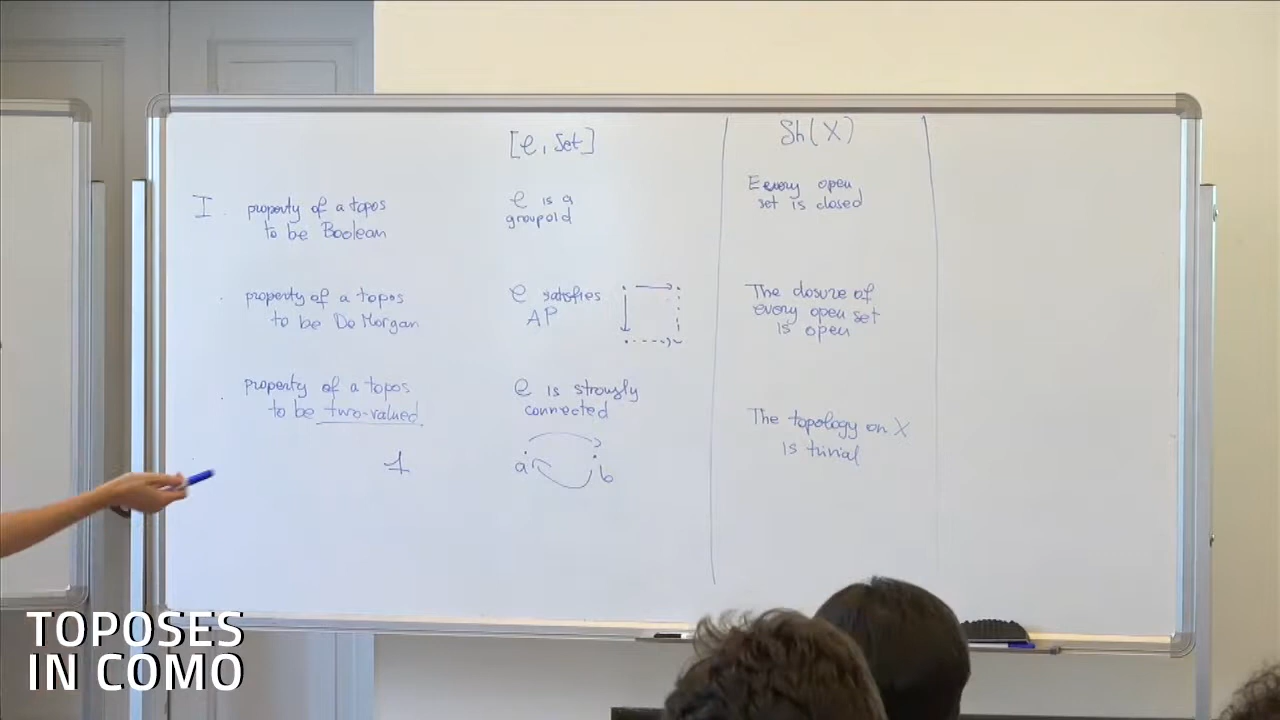 [C, Set]
Sh(X)
I property of a topos
to be Boolean
C is a
groupoid
Every open
set is closed
property of a topos
to be De Morgan
C satisfies
AP
The closure of
every open set
is open
property of a topos
to be two-valued
C is strongly
connected
The topology on X
is trivial
1
a
b
TOPOSES
IN COMO